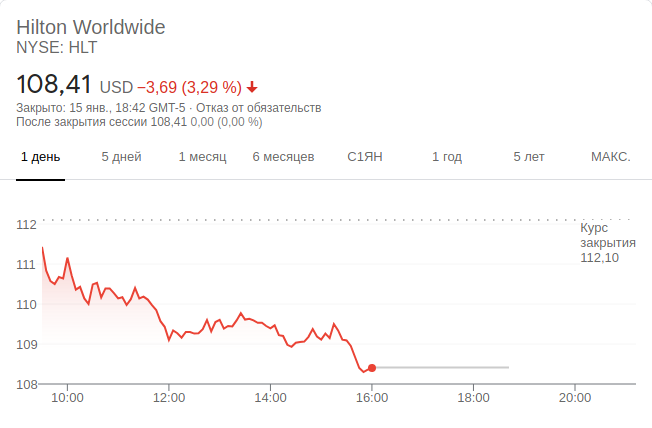 Hilton Worldwide
NYSE: HLT
108,41 USD −3,69 (3,29 %)
Закрыто: 15 янв., 18:42 GMT-5 · Отказ от обязательств
После закрытия сессии 108,41 0,00 (0,00 %)
1 день 5 дней 1 месяц 6 месяцев С1ЯН 1 год 5 лет МАКС.
112
Курс
закрытия
112,10
111
110
109
108
10:00 12:00 14:00 16:00 18:00 20:00